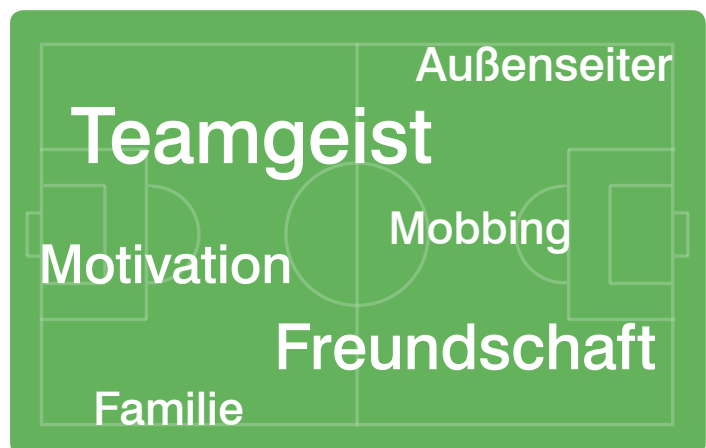 Außenseiter
Teamgeist
Mobbing
Motivation
Freundschaft
Familie